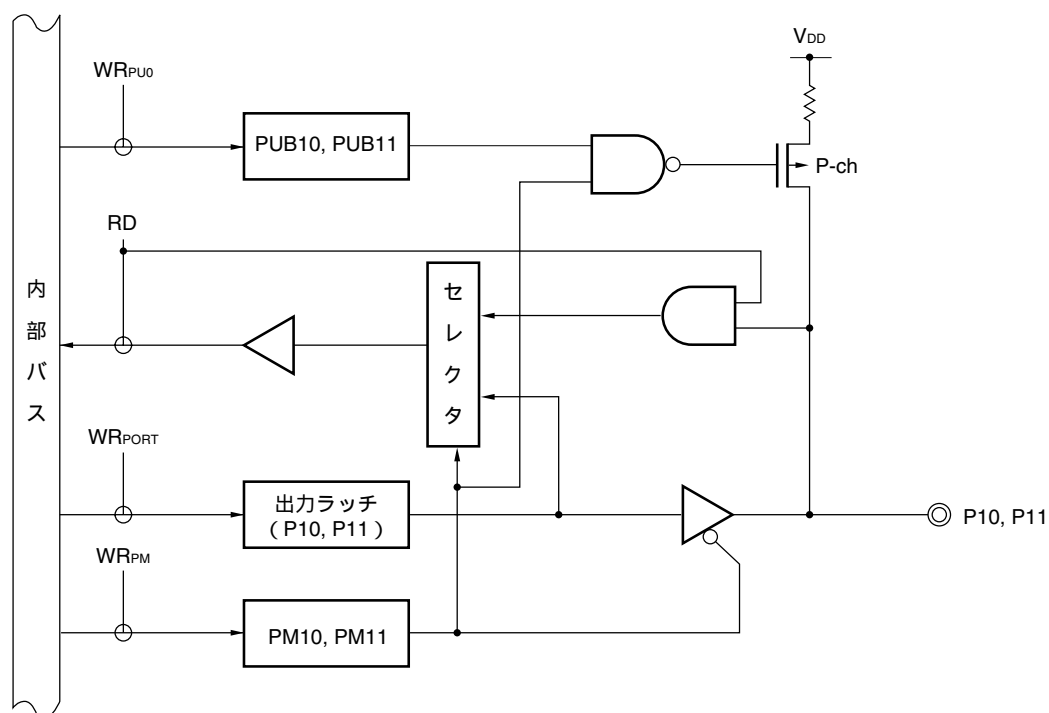 VDD
WRPU0
PUB10, PUB11
P-ch
RD
内部バス
セレクタ
WRPORT
出力ラッチ
( P10, P11 )
P10, P11
WRPM
PM10, PM11